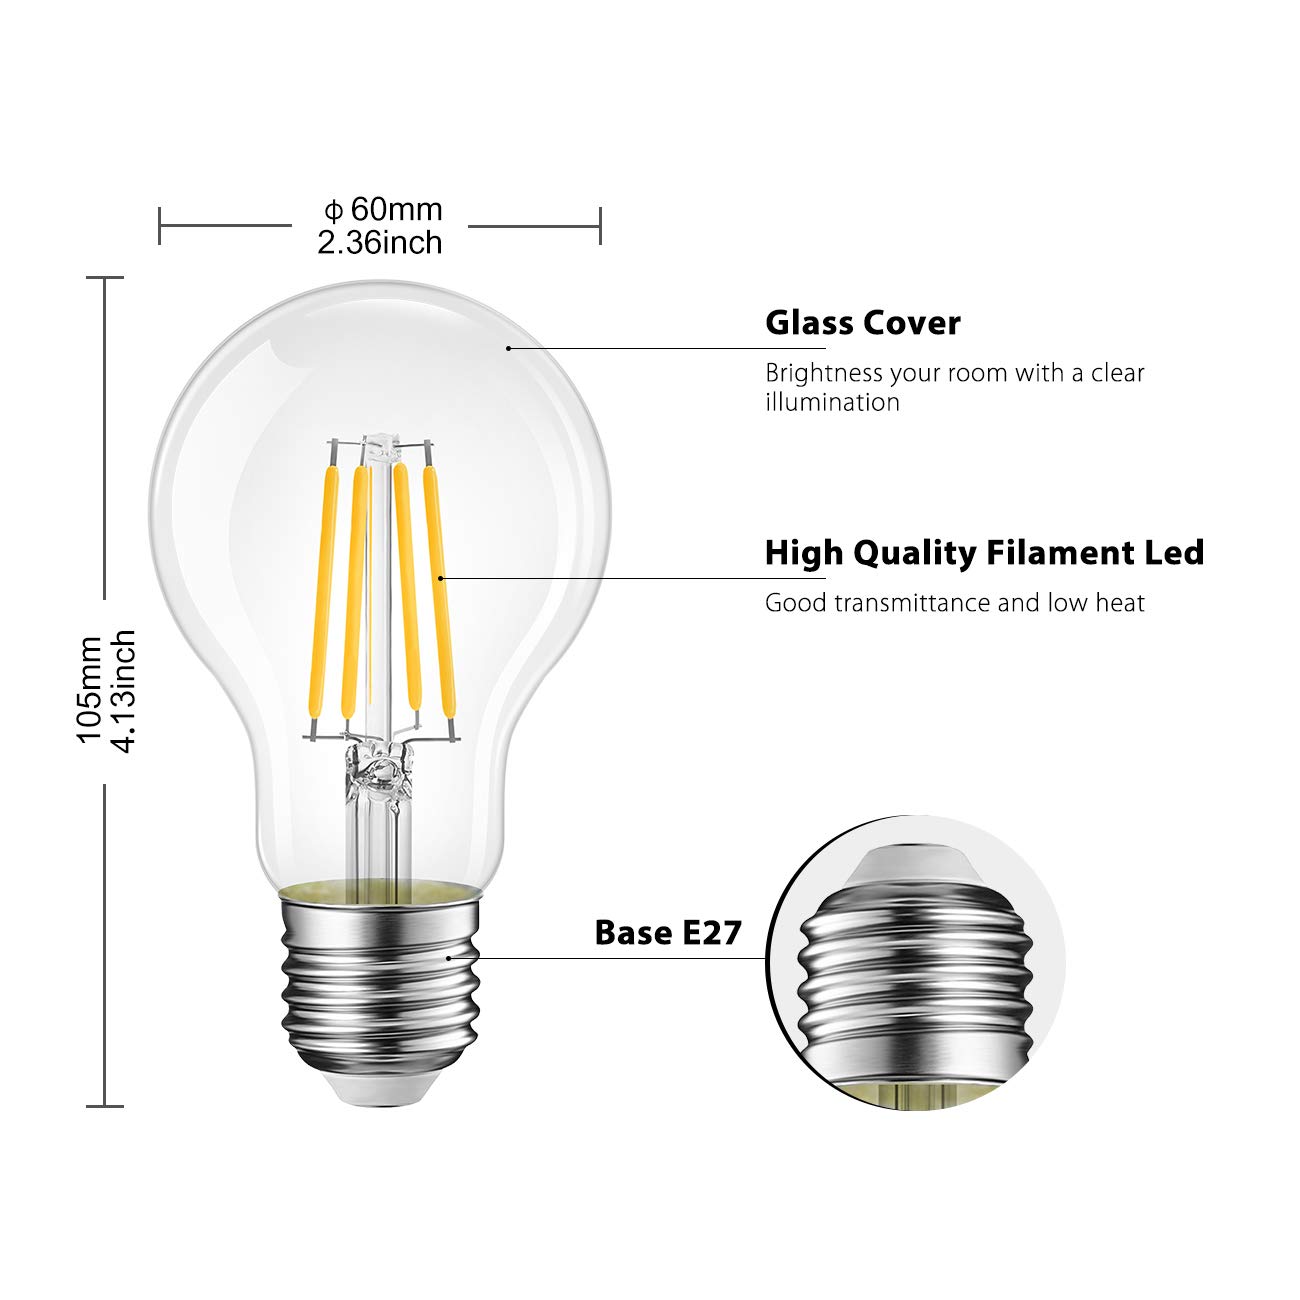 ϕ 60mm
2.36inch
105mm
4.13inch
Glass Cover
Brightness your room with a clear
illumination
High Quality Filament Led
Good transmittance and low heat
Base E27